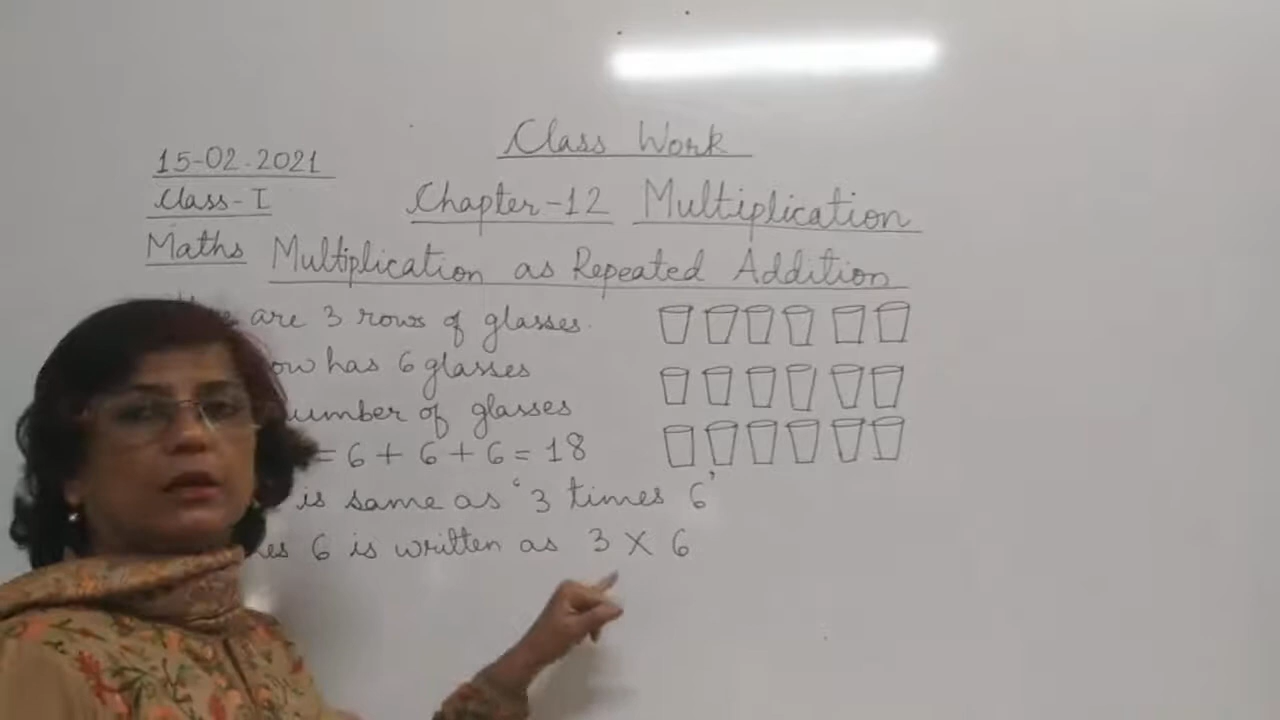 Class Work
15-02.2021
Class-I
Chapter-12 Multiplication
Maths Multiplication as Repeated Addition
are 3 rows of glasses.
has 6 glasses
of glasses
= 6 + 6 + 6 = 18
is same as '3 times 6'
6 is written as 3 X 6